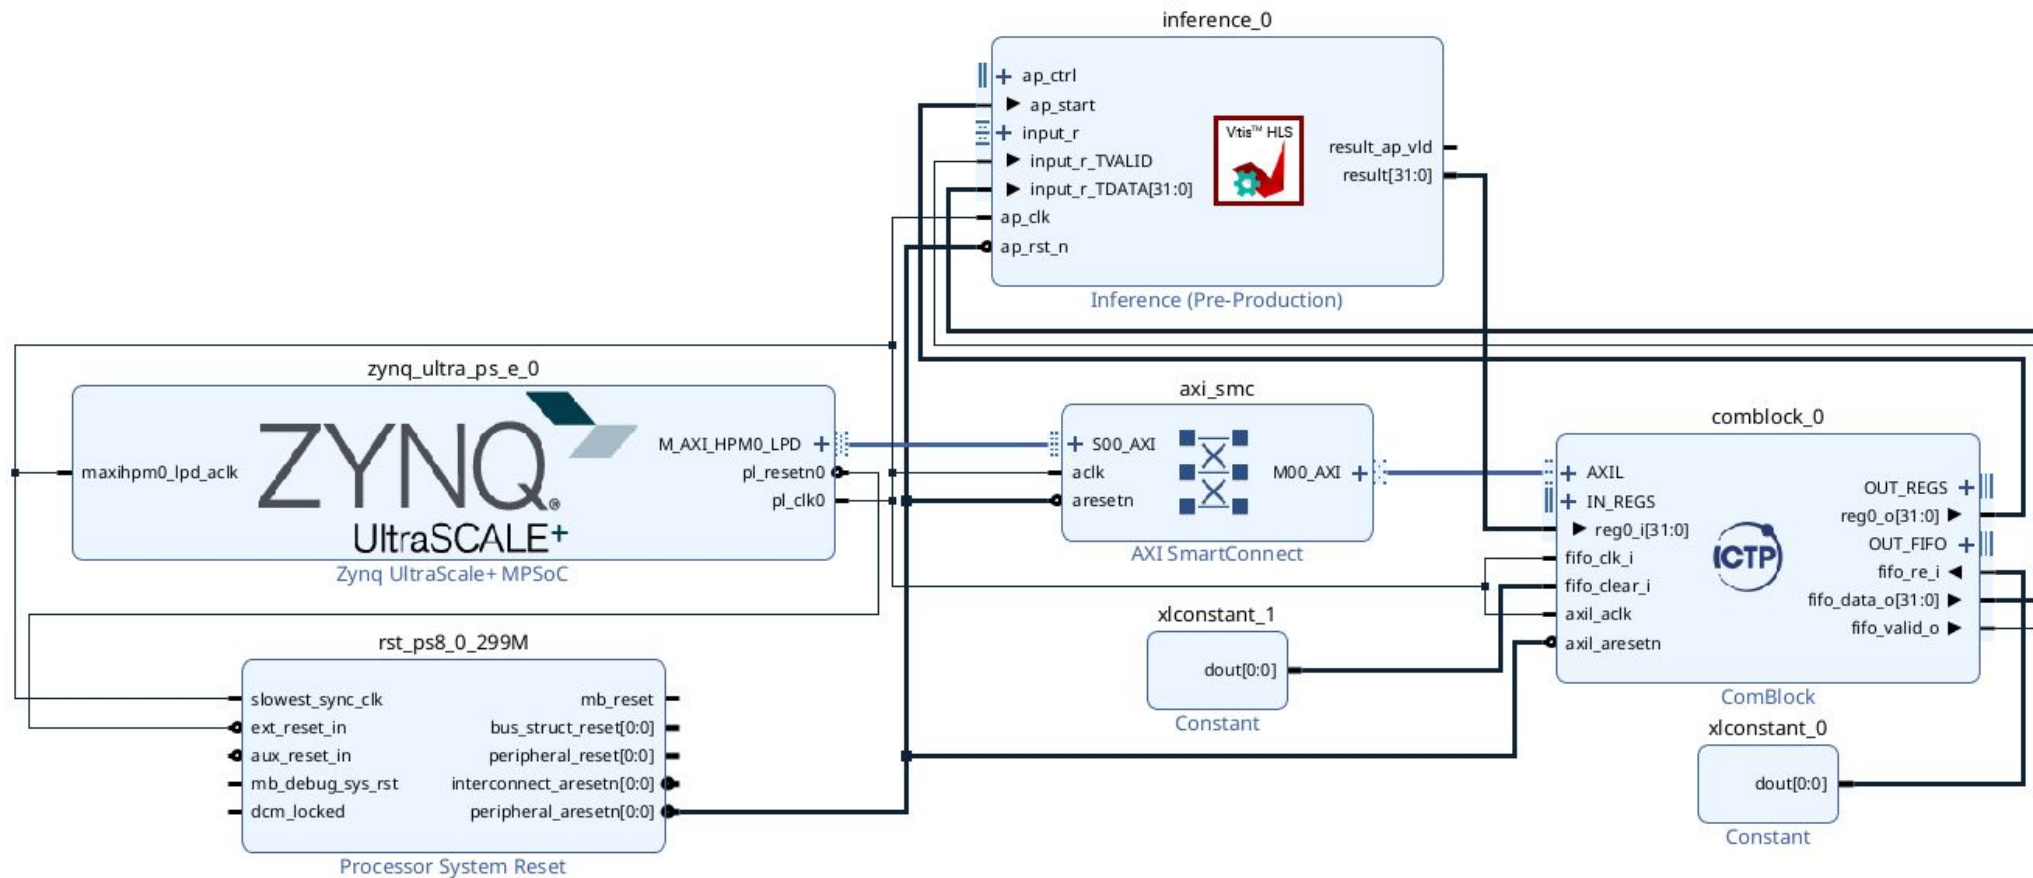 inference_0
ap_ctrl
ap_start
input_r
input_r_TVALID
input_r_TDATA[31:0]
ap_clk
ap_rst_n
Vitis™ HLS
result_ap_vld
result[31:0]
Inference (Pre-Production)
zynq_ultra_ps_e_0
maxihpm0_lpd_aclk
ZYNQ®
UltraSCALE+
M_AXI_HPM0_LPD
pl_resetn0
pl_clk0
Zynq UltraScale+ MPSoC
axi_smc
S00_AXI
aclk
aresetn
M00_AXI
AXI SmartConnect
comblock_0
AXIL
IN_REGS
reg0_i[31:0]
fifo_clk_i
fifo_clear_i
axil_aclk
axil_aresetn
ICTP
OUT_REGS
reg0_o[31:0]
OUT_FIFO
fifo_re_i
fifo_data_o[31:0]
fifo_valid_o
ComBlock
xlconstant_1
dout[0:0]
Constant
xlconstant_0
dout[0:0]
Constant
rst_ps8_0_299M
slowest_sync_clk
ext_reset_in
aux_reset_in
mb_debug_sys_rst
dcm_locked
mb_reset
bus_struct_reset[0:0]
peripheral_reset[0:0]
interconnect_aresetn[0:0]
peripheral_aresetn[0:0]
Processor System Reset